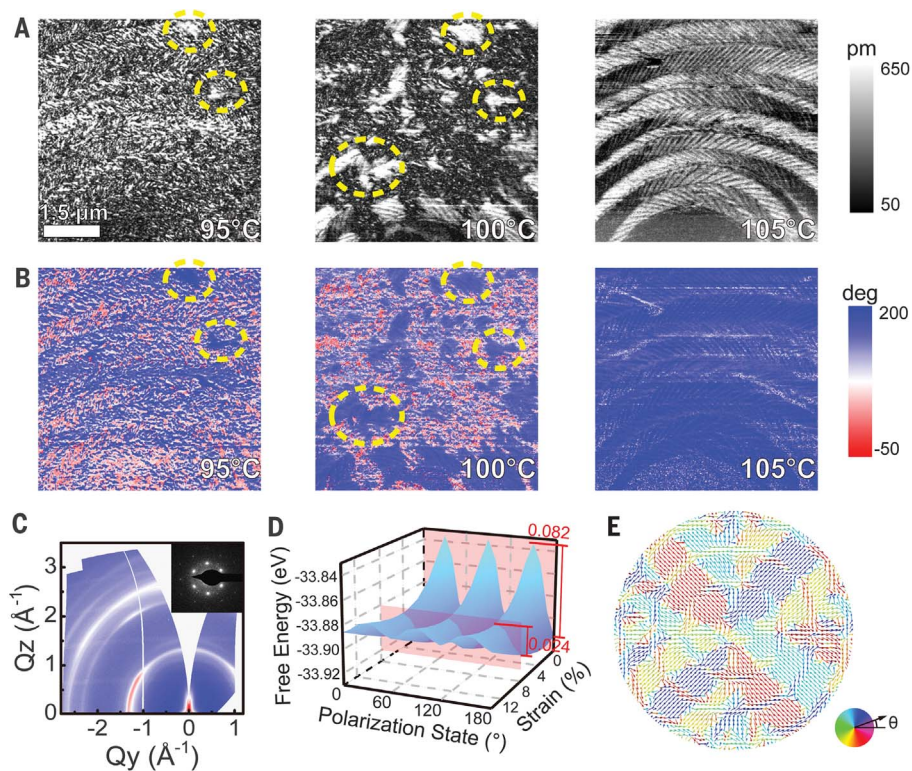 A
1.5 µm
95°C
100°C
105°C
pm
650
50
B
95°C
100°C
105°C
deg
200
-50
C
Qz (Å⁻¹)
3
2
1
0
-2
-1
0
1
Qy (Å⁻¹)
D
Free Energy (eV)
-33.84
-33.86
-33.88
-33.90
-33.92
0
60
120
180
Polarization State (°)
12
8
4
0
Strain (%)
0.082
0.024
E
θ